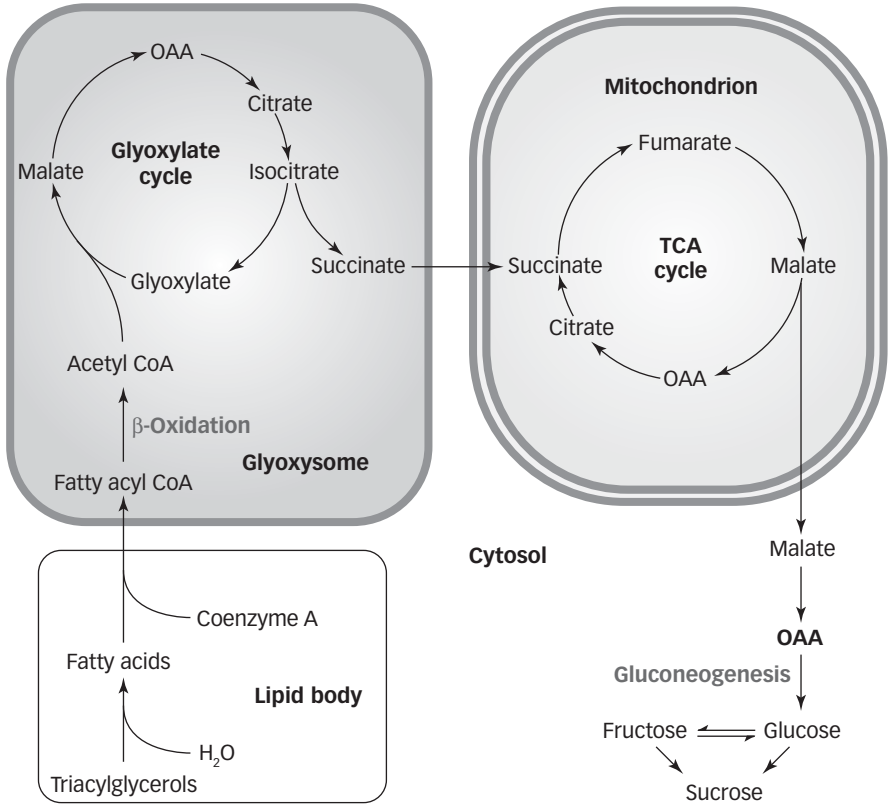 OAA
Citrate
Glyoxylate
cycle
Malate
Isocitrate
Glyoxylate
Succinate
Acetyl CoA
β-Oxidation
Glyoxysome
Fatty acyl CoA
Mitochondrion
Fumarate
TCA
cycle
Succinate
Malate
Citrate
OAA
Coenzyme A
Fatty acids
Lipid body
H₂O
Triacylglycerols
Cytosol
Malate
OAA
Gluconeogenesis
Fructose
Glucose
Sucrose